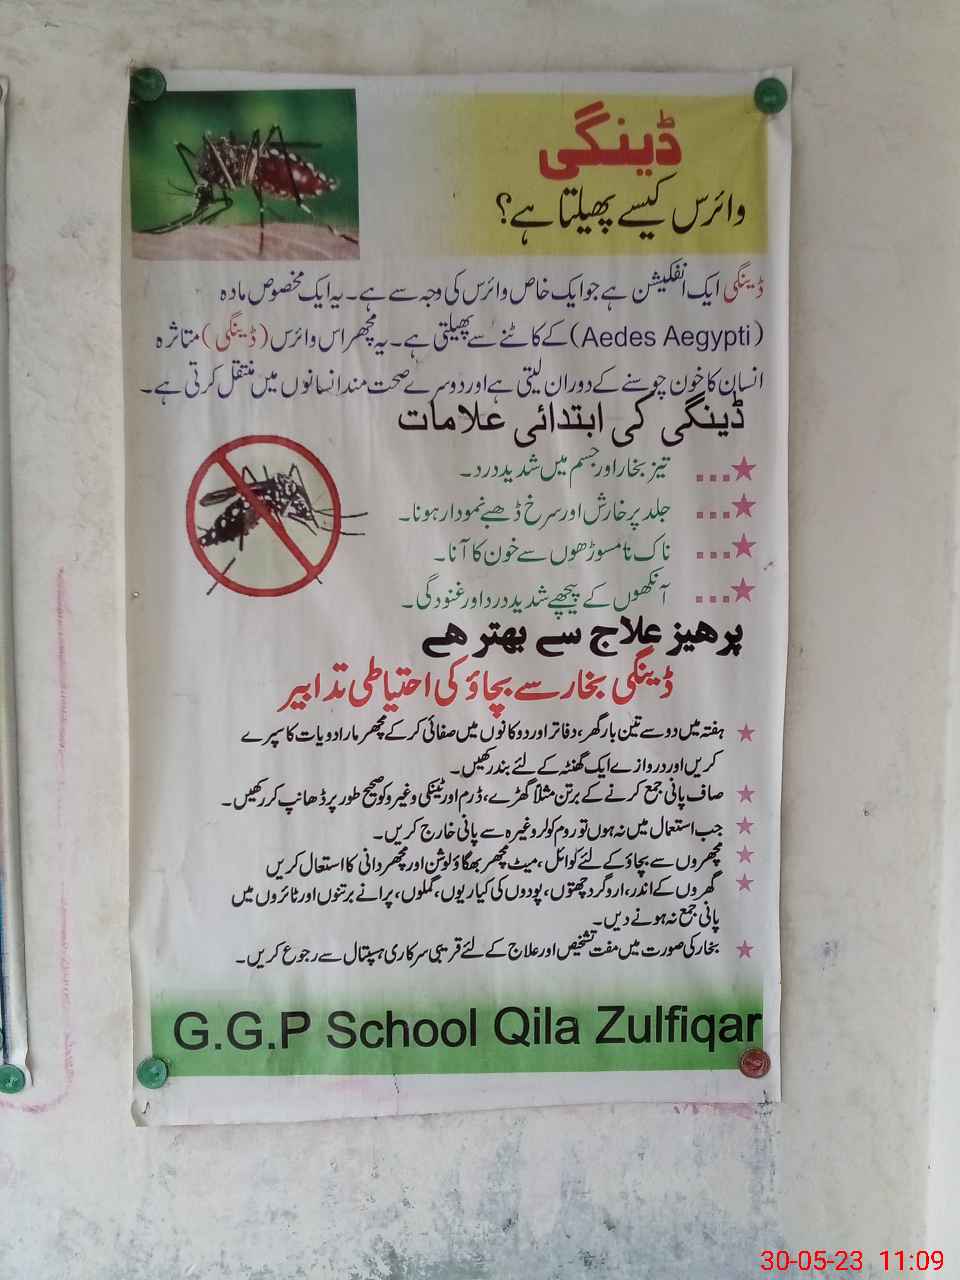 ڈینگی
وائرس کیسے پھیلتا ہے؟
ڈینگی ایک انفکیشن ہے جو ایک خاص وائرس کی وجہ سے ہے۔ یہ ایک مخصوص مادہ
(Aedes Aegypti) کے کاٹنے سے پھیلتی ہے۔ یہ مچھر اس وائرس (ڈینگی) متاثرہ
انسان کا خون چوسنے کے دوران لیتی ہے اور دوسرے صحت مند انسانوں میں منتقل کرتی ہے۔
ڈینگی کی ابتدائی علامات
تیز بخار اور جسم میں شدید درد۔
جلد پر خارش اور سرخ ڈھبے نمودار ہونا۔
ناک نا مسوڑھوں سے خون کا آنا۔
آنکھوں کے پیچھے شدید درد اور غنودگی۔
پرھیز علاج سے بھتر ھے
ڈینگی بخار سے بچاؤ کی احتیاطی تدابیر
ہفتہ میں دو سے تین بار گھر، دفاتر اور دوکانوں میں صفائی کر کے مچھر مار ادویات کا سپرے
کریں اور دروازے ایک گھنٹہ کے لئے بند رکھیں۔
صاف پانی جمع کرنے کے برتن مثلاً گھڑے، ڈرم اور ٹینکی وغیرہ کو صحیح طور پر ڈھانپ کر رکھیں۔
جب استعمال میں نہ ہوں تو روم کولر وغیرہ سے پانی خارج کریں۔
مچھروں سے بچاؤ کے لئے کوائل، میٹ مچھر بھگاؤ لوشن اور مچھر دانی کا استعال کریں
گھروں کے اندر، اردگرد چھتوں، پودوں کی کیاریوں، گملوں، پرانے برتنوں اور ٹائروں میں
پانی جمع نہ ہونے دیں۔
بخار کی صورت میں مفت تشخیص اور علاج کے لئے قریبی سرکاری ہسپتال سے رجوع کریں۔
G.G.P School Qila Zulfiqar
30-05-23 11:09